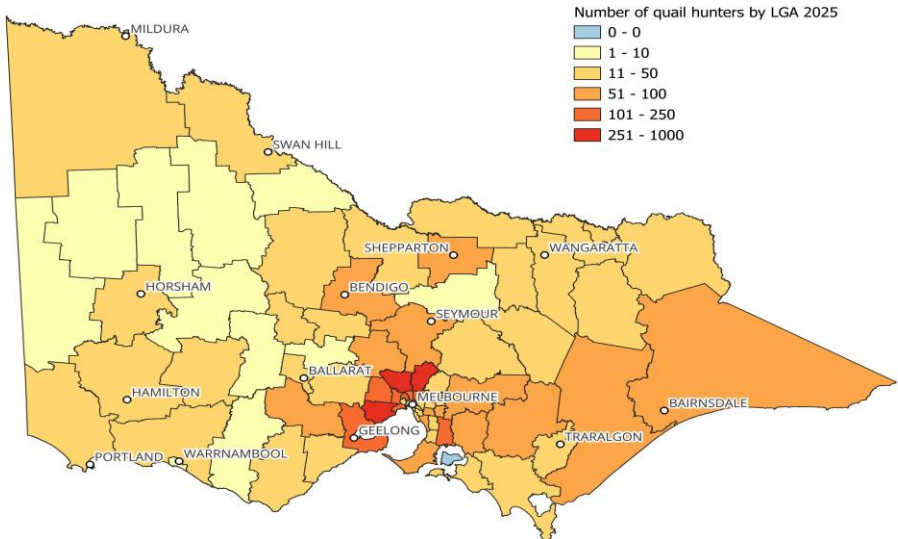 Number of quail hunters by LGA 2025
0 - 0
1 - 10
11 - 50
51 - 100
101 - 250
251 - 1000
MILDURA
SWAN HILL
SHEPPARTON
WANGARATTA
HORSHAM
BENDIGO
SEYMOUR
BALLARAT
HAMILTON
MELBOURNE
BAIRNSDALE
GEELONG
TRARALGON
PORTLAND
WARRNAMBOOL